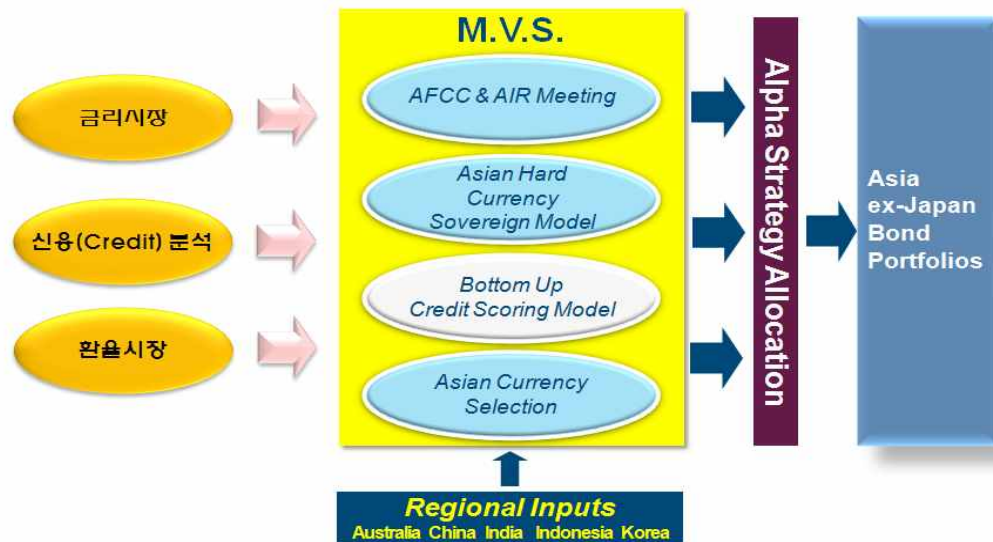 금리시장
신용(Credit) 분석
환율시장
M.V.S.
AFCC & AIR Meeting
Asian Hard
Currency
Sovereign Model
Bottom Up
Credit Scoring Model
Asian Currency
Selection
Regional Inputs
Australia China India Indonesia Korea
Alpha Strategy Allocation
Asia
ex-Japan
Bond
Portfolios